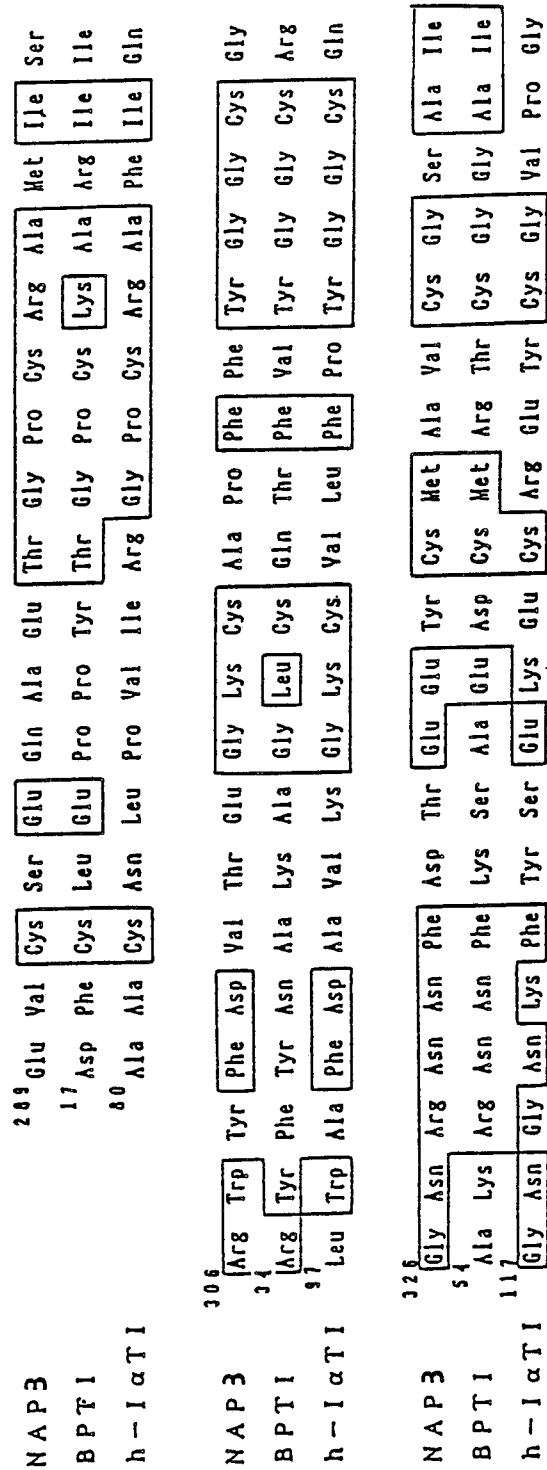 NAP3 289 Glu Val Cys Ser Glu Gln Ala Glu Thr Gly Pro Cys Arg Ala Met Ile Ser
BPTI 17 Asp Phe Cys Leu Glu Pro Pro Tyr Thr Gly Pro Cys Lys Ala Arg Ile Ile
h-IαTI 80 Ala Ala Cys Asn Leu Pro Val Ile Arg Gly Pro Cys Arg Ala Phe Ile Gln
NAP3 306 Arg Trp Tyr Phe Asp Val Thr Glu Gly Lys Cys Ala Pro Phe Phe Tyr Gly Gly Cys Gly
BPTI 34 Arg Tyr Phe Tyr Asn Ala Lys Ala Gly Leu Cys Gln Thr Phe Val Tyr Gly Gly Cys Arg
h-IαTI 97 Leu Trp Ala Phe Asp Ala Val Lys Gly Lys Cys Val Leu Phe Pro Tyr Gly Gly Cys Gln
NAP3 326 Gly Asn Arg Asn Asn Phe Asp Thr Glu Glu Tyr Cys Met Ala Val Cys Gly Ser Ala Ile
BPTI 54 Ala Lys Arg Asn Asn Phe Lys Ser Ala Glu Asp Cys Met Arg Thr Cys Gly Gly Ala Ile
h-IαTI 117 Gly Asn Gly Asn Lys Phe Tyr Ser Glu Lys Glu Cys Arg Glu Tyr Cys Gly Val Pro Gly